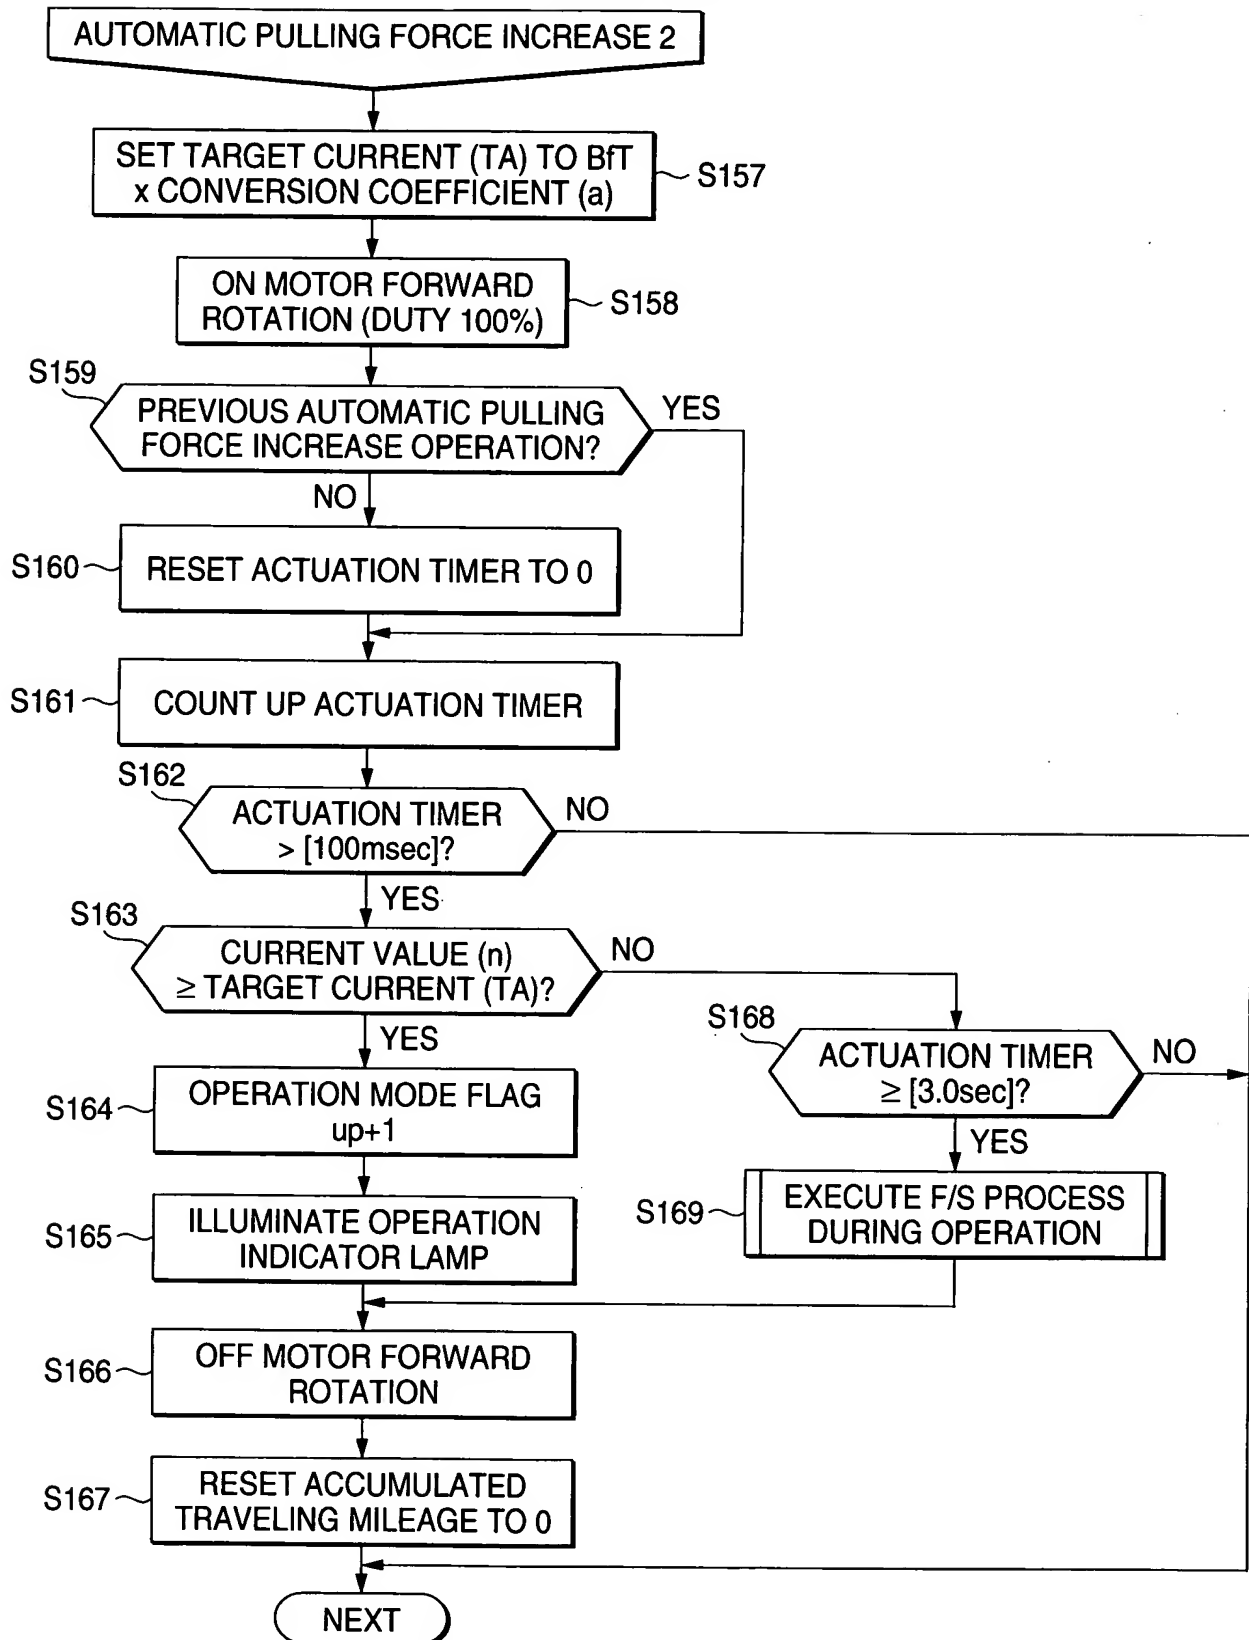 AUTOMATIC PULLING FORCE INCREASE 2
SET TARGET CURRENT (TA) TO BfT
x CONVERSION COEFFICIENT (a)
S157
ON MOTOR FORWARD
ROTATION (DUTY 100%)
S158
S159
PREVIOUS AUTOMATIC PULLING
FORCE INCREASE OPERATION?
YES
NO
S160
RESET ACTUATION TIMER TO 0
S161
COUNT UP ACTUATION TIMER
S162
ACTUATION TIMER
> [100msec]?
NO
YES
S163
CURRENT VALUE (n)
≥ TARGET CURRENT (TA)?
NO
YES
S168
ACTUATION TIMER
≥ [3.0sec]?
NO
YES
S164
OPERATION MODE FLAG
up+1
S169
EXECUTE F/S PROCESS
DURING OPERATION
S165
ILLUMINATE OPERATION
INDICATOR LAMP
S166
OFF MOTOR FORWARD
ROTATION
S167
RESET ACCUMULATED
TRAVELING MILEAGE TO 0
NEXT